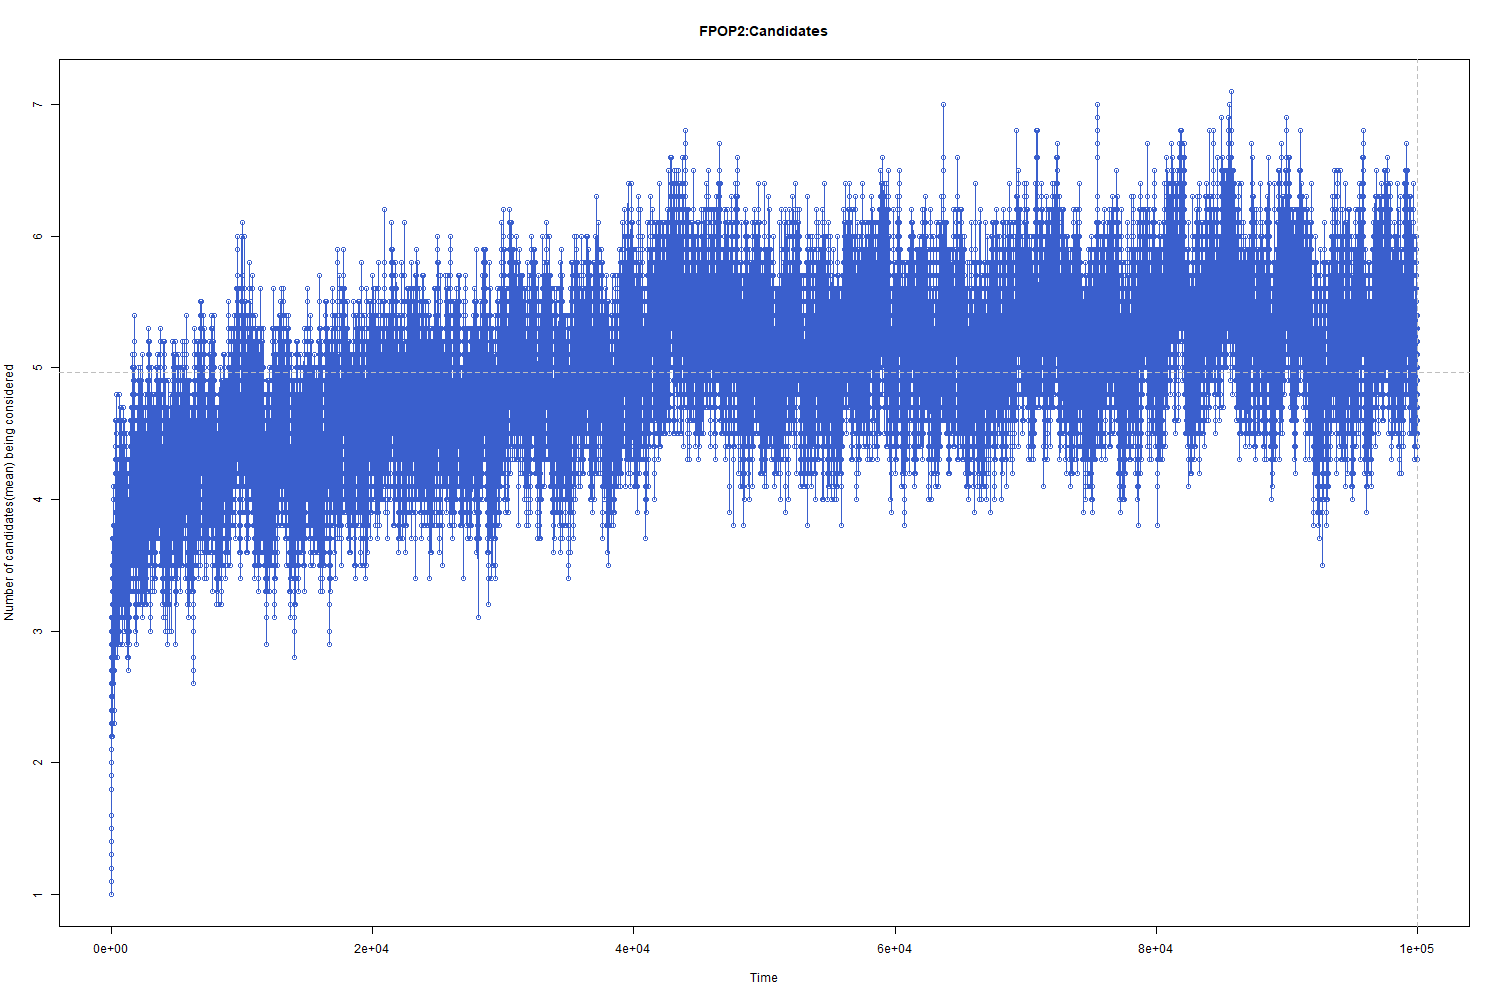 FPOP2:Candidates
Number of candidates(mean) being considered
7
6
5
4
3
2
1
0e+00
2e+04
4e+04
6e+04
8e+04
1e+05
Time